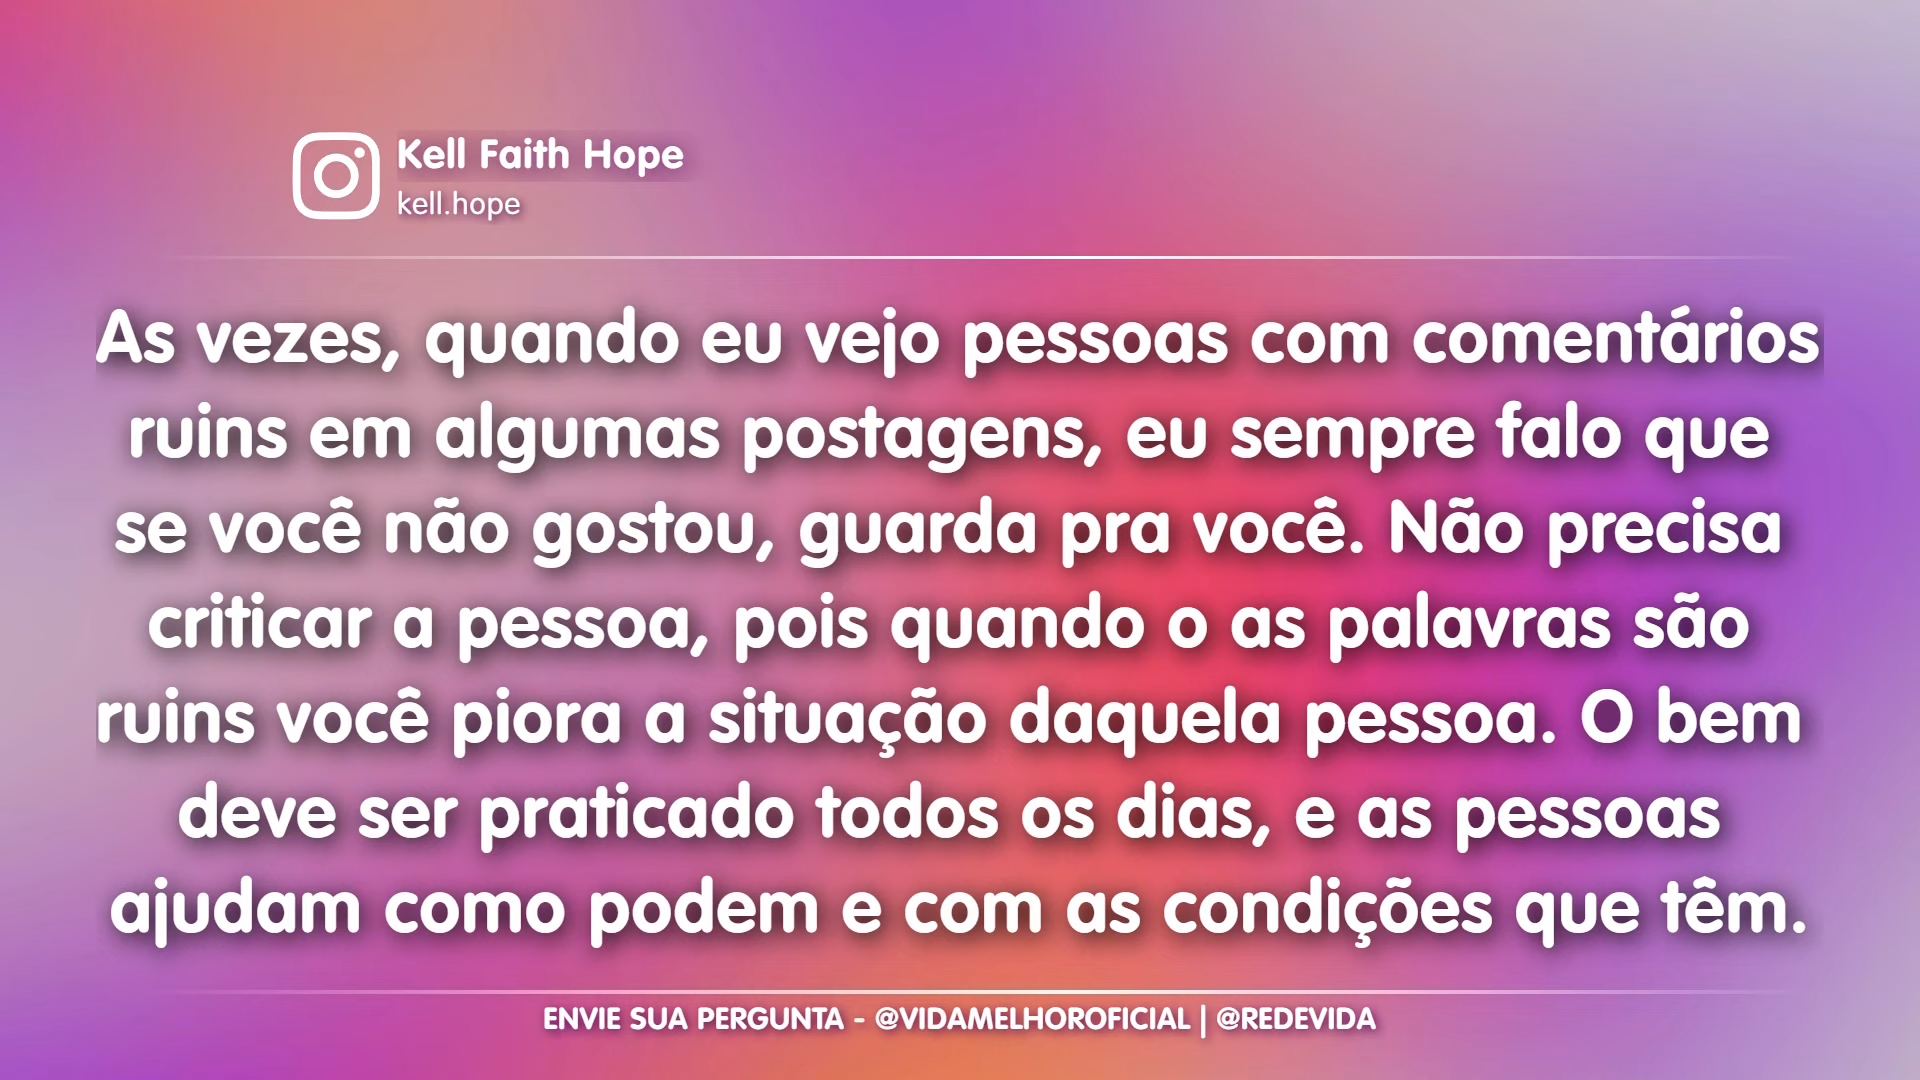 Kell Faith Hope
kell.hope
As vezes, quando eu vejo pessoas com comentários
ruins em algumas postagens, eu sempre falo que
se você não gostou, guarda pra você. Não precisa
criticar a pessoa, pois quando o as palavras são
ruins você piora a situação daquela pessoa. O bem
deve ser praticado todos os dias, e as pessoas
ajudam como podem e com as condições que têm.
ENVIE SUA PERGUNTA - @VIDAMELHOROFICIAL | @REDEVIDA